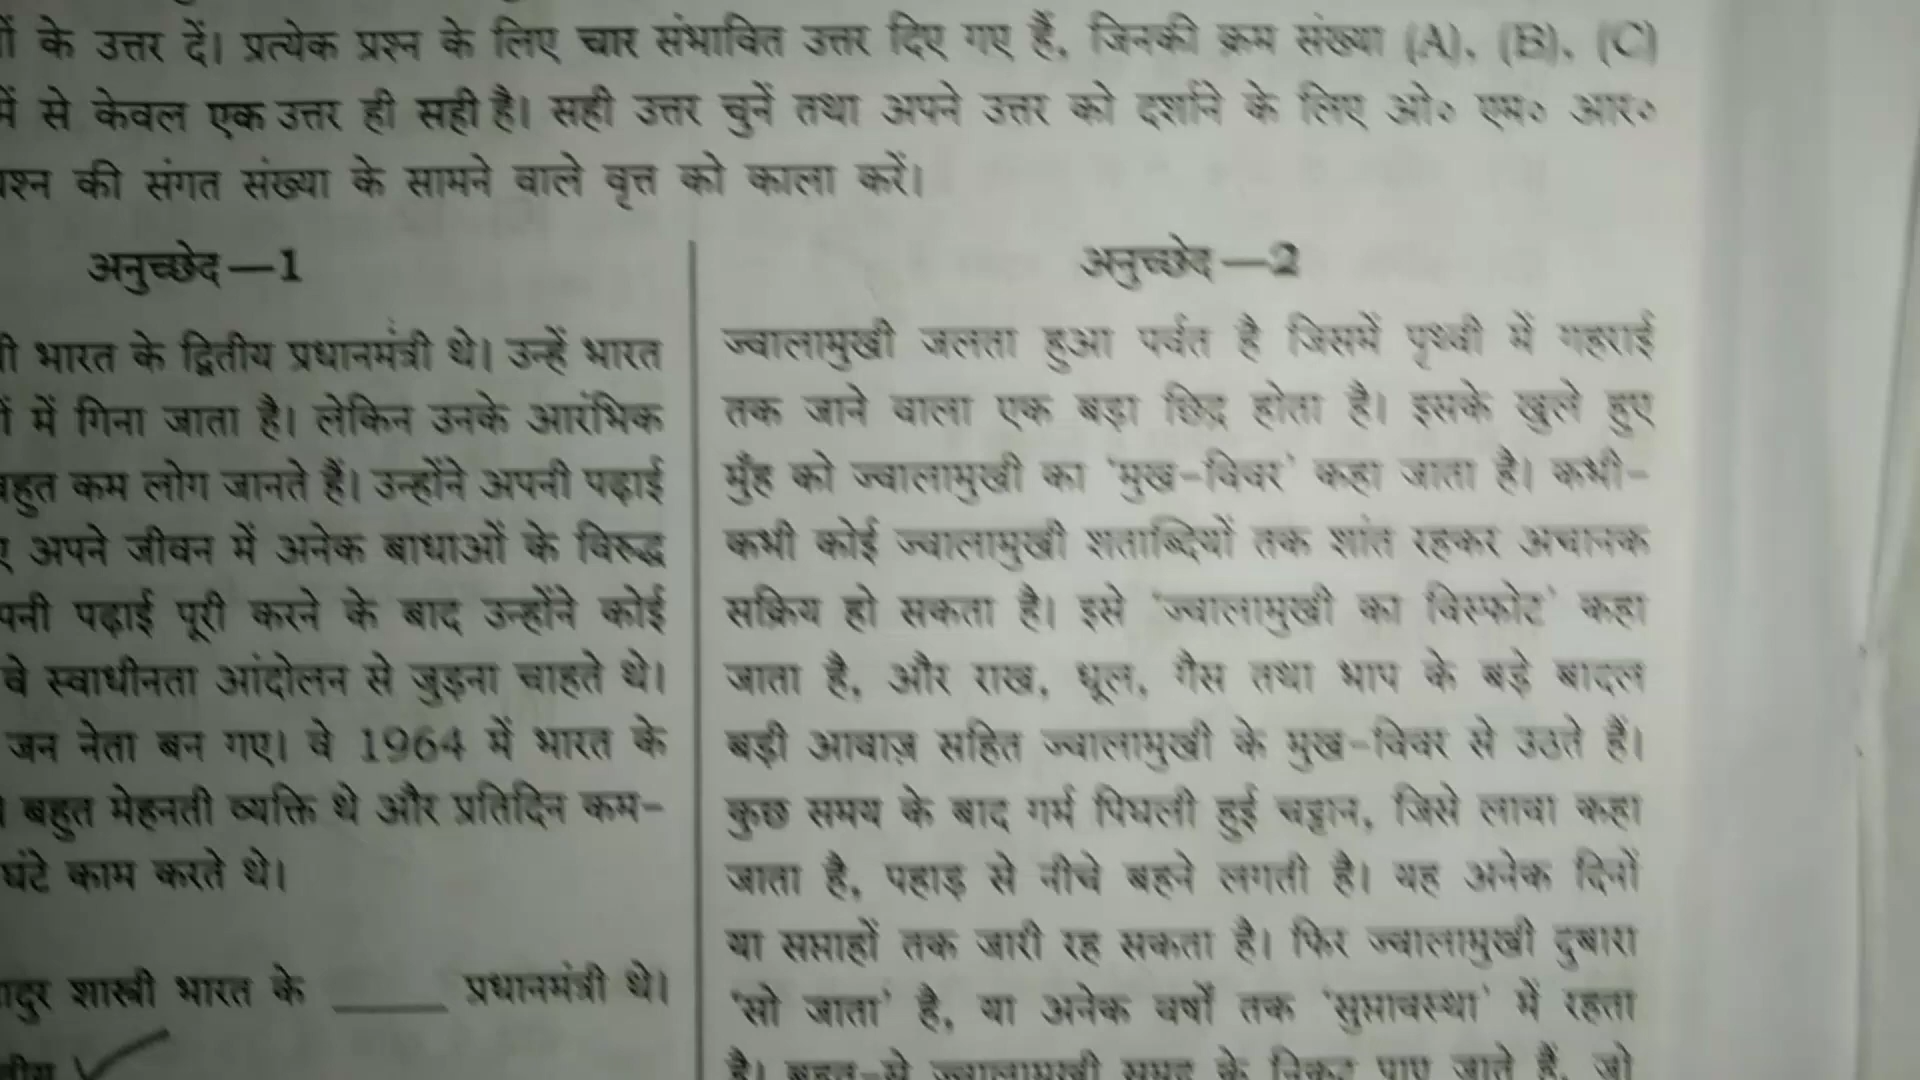 के उत्तर दें। प्रत्येक प्रश्न के लिए चार संभावित उत्तर दिए गए हैं, जिनकी क्रम संख्या (A), (B), (C)
में से केवल एक उत्तर ही सही है। सही उत्तर चुनें तथा अपने उत्तर को दर्शाने के लिए ओ० एम० आर०
की संगत संख्या के सामने वाले वृत्त को काला करें।
अनुच्छेद—1
भारत के द्वितीय प्रधानमंत्री थे। उन्हें भारत
में गिना जाता है। लेकिन उनके आरंभिक
बहुत कम लोग जानते हैं। उन्होंने अपनी पढ़ाई
अपने जीवन में अनेक बाधाओं के विरुद्ध
पढ़ाई पूरी करने के बाद उन्होंने कोई
वे स्वाधीनता आंदोलन से जुड़ना चाहते थे।
जन नेता बन गए। वे 1964 में भारत के
बहुत मेहनती व्यक्ति थे और प्रतिदिन कम-
घंटे काम करते थे।
शास्त्री भारत के _____ प्रधानमंत्री थे।
अनुच्छेद—2
ज्वालामुखी जलता हुआ पर्वत है जिसमें पृथ्वी में गहराई
तक जाने वाला एक बड़ा छिद्र होता है। इसके खुले हुए
मुँह को ज्वालामुखी का 'मुख-विवर' कहा जाता है। कभी-
कभी कोई ज्वालामुखी शताब्दियों तक शांत रहकर अचानक
सक्रिय हो सकता है। इसे 'ज्वालामुखी का विस्फोट' कहा
जाता है, और राख, धूल, गैस तथा भाप के बड़े बादल
बड़ी आवाज़ सहित ज्वालामुखी के मुख-विवर से उठते हैं।
कुछ समय के बाद गर्म पिघली हुई चट्टान, जिसे लावा कहा
जाता है, पहाड़ से नीचे बहने लगती है। यह अनेक दिनों
या सप्ताहों तक जारी रह सकता है। फिर ज्वालामुखी दुबारा
'सो जाता' है, या अनेक वर्षों तक 'सुप्तावस्था' में रहता
है। बहुत-से ज्वालामुखी समुद्र के निकट पाए जाते हैं, जो